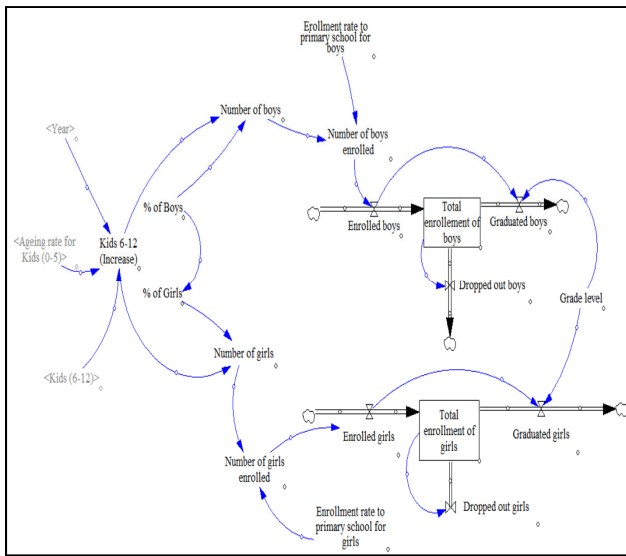 Erollment rate to
primary school for
boys
Number of boys
<Year>
Number of boys
enrolled
% of Boys
Total
enrollement of
boys
Enrolled boys
Graduated boys
<Ageing rate for
Kids (0-5)>
Kids 6-12
(Increase)
% of Girls
Dropped out boys
Grade level
Number of girls
<Kids (6-12)>
Total
enrollment of
girls
Enrolled girls
Graduated girls
Number of girls
enrolled
Enrollment rate to
primary school for
girls
Dropped out girls